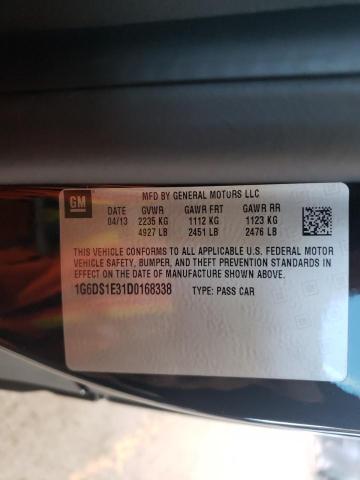 GM
MFD BY GENERAL MOTORS LLC
DATE GVWR GAWR FRT GAWR RR
04/13 2235 KG 1112 KG 1123 KG
4927 LB 2451 LB 2476 LB
THIS VEHICLE CONFORMS TO ALL APPLICABLE U.S. FEDERAL MOTOR
VEHICLE SAFETY, BUMPER, AND THEFT PREVENTION STANDARDS IN
EFFECT ON THE DATE OF MANUFACTURE SHOWN ABOVE.
1G6DS1E31D0168338 TYPE: PASS CAR